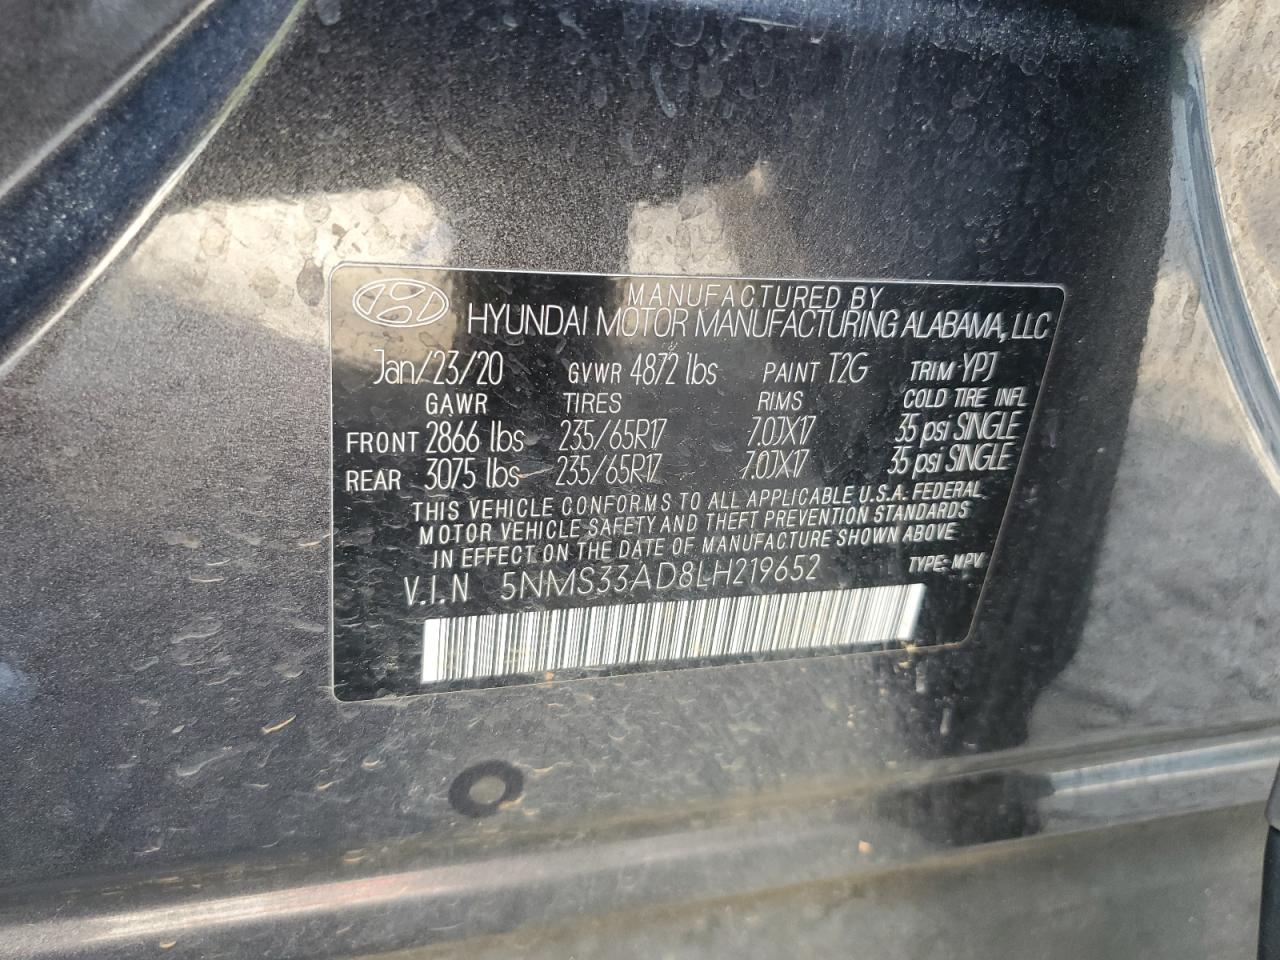 MANUFACTURED BY
HYUNDAI MOTOR MANUFACTURING ALABAMA, LLC
Jan/23/20 GVWR 4872 lbs PAINT T2G TRIM YPJ
GAWR TIRES RIMS COLD TIRE INFL
FRONT 2866 lbs 235/65R17 7.0JX17 35 psi SINGLE
REAR 3075 lbs 235/65R17 7.0JX17 35 psi SINGLE
THIS VEHICLE CONFORMS TO ALL APPLICABLE U.S.A. FEDERAL
MOTOR VEHICLE SAFETY AND THEFT PREVENTION STANDARDS
IN EFFECT ON THE DATE OF MANUFACTURE SHOWN ABOVE
V.I.N 5NMS33AD8LH219652 TYPE: MPV